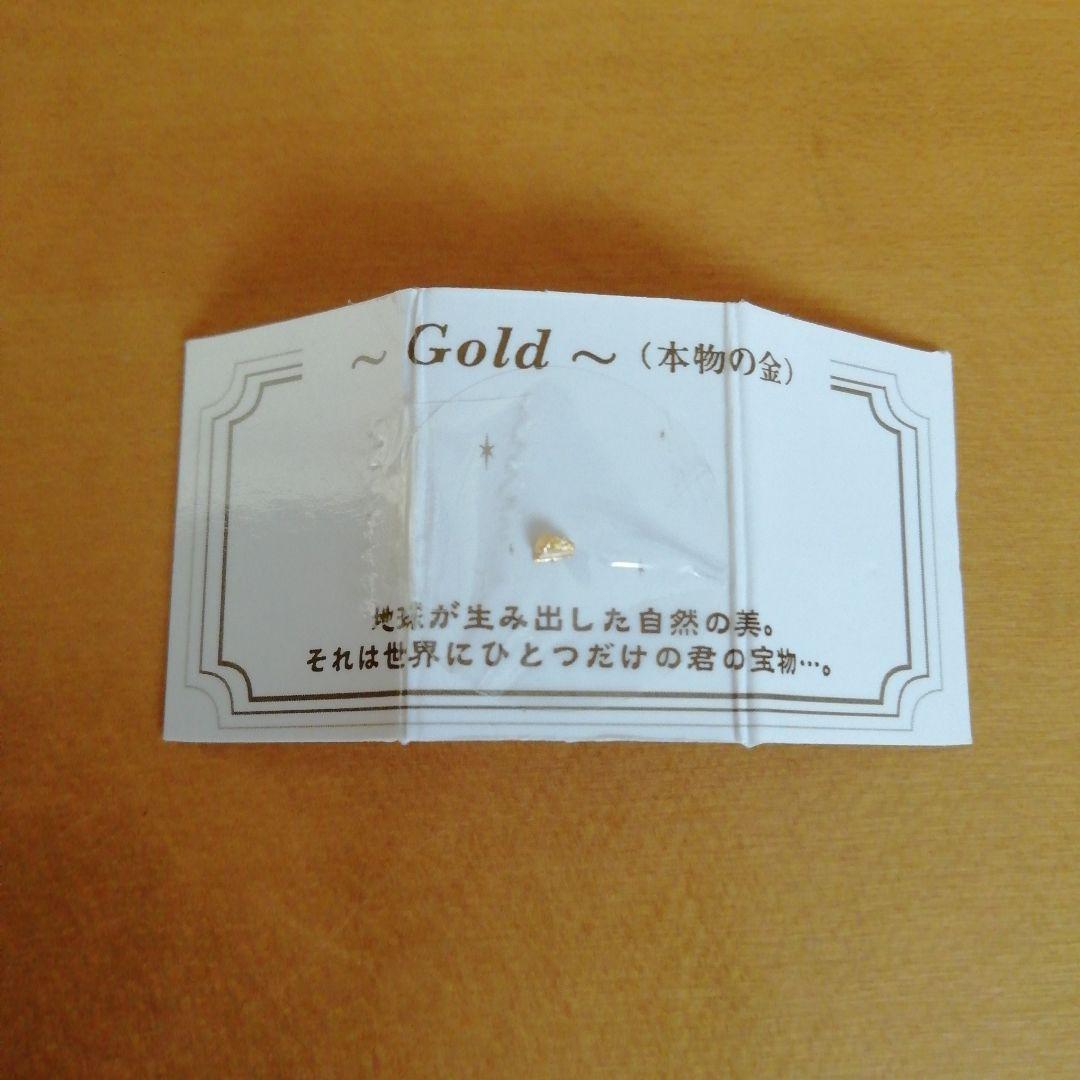 ～ Gold ～（本物の金）
地球が生み出した自然の美。
それは世界にひとつだけの君の宝物…。